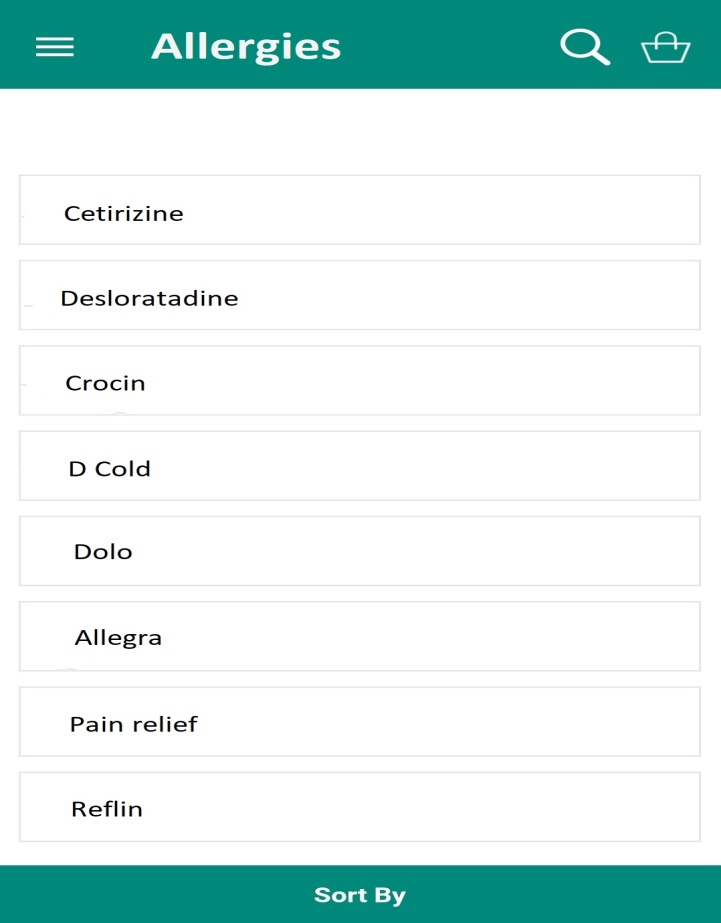 Allergies
Cetirizine
Desloratadine
Crocin
D Cold
Dolo
Allegra
Pain relief
Reflin
Sort By